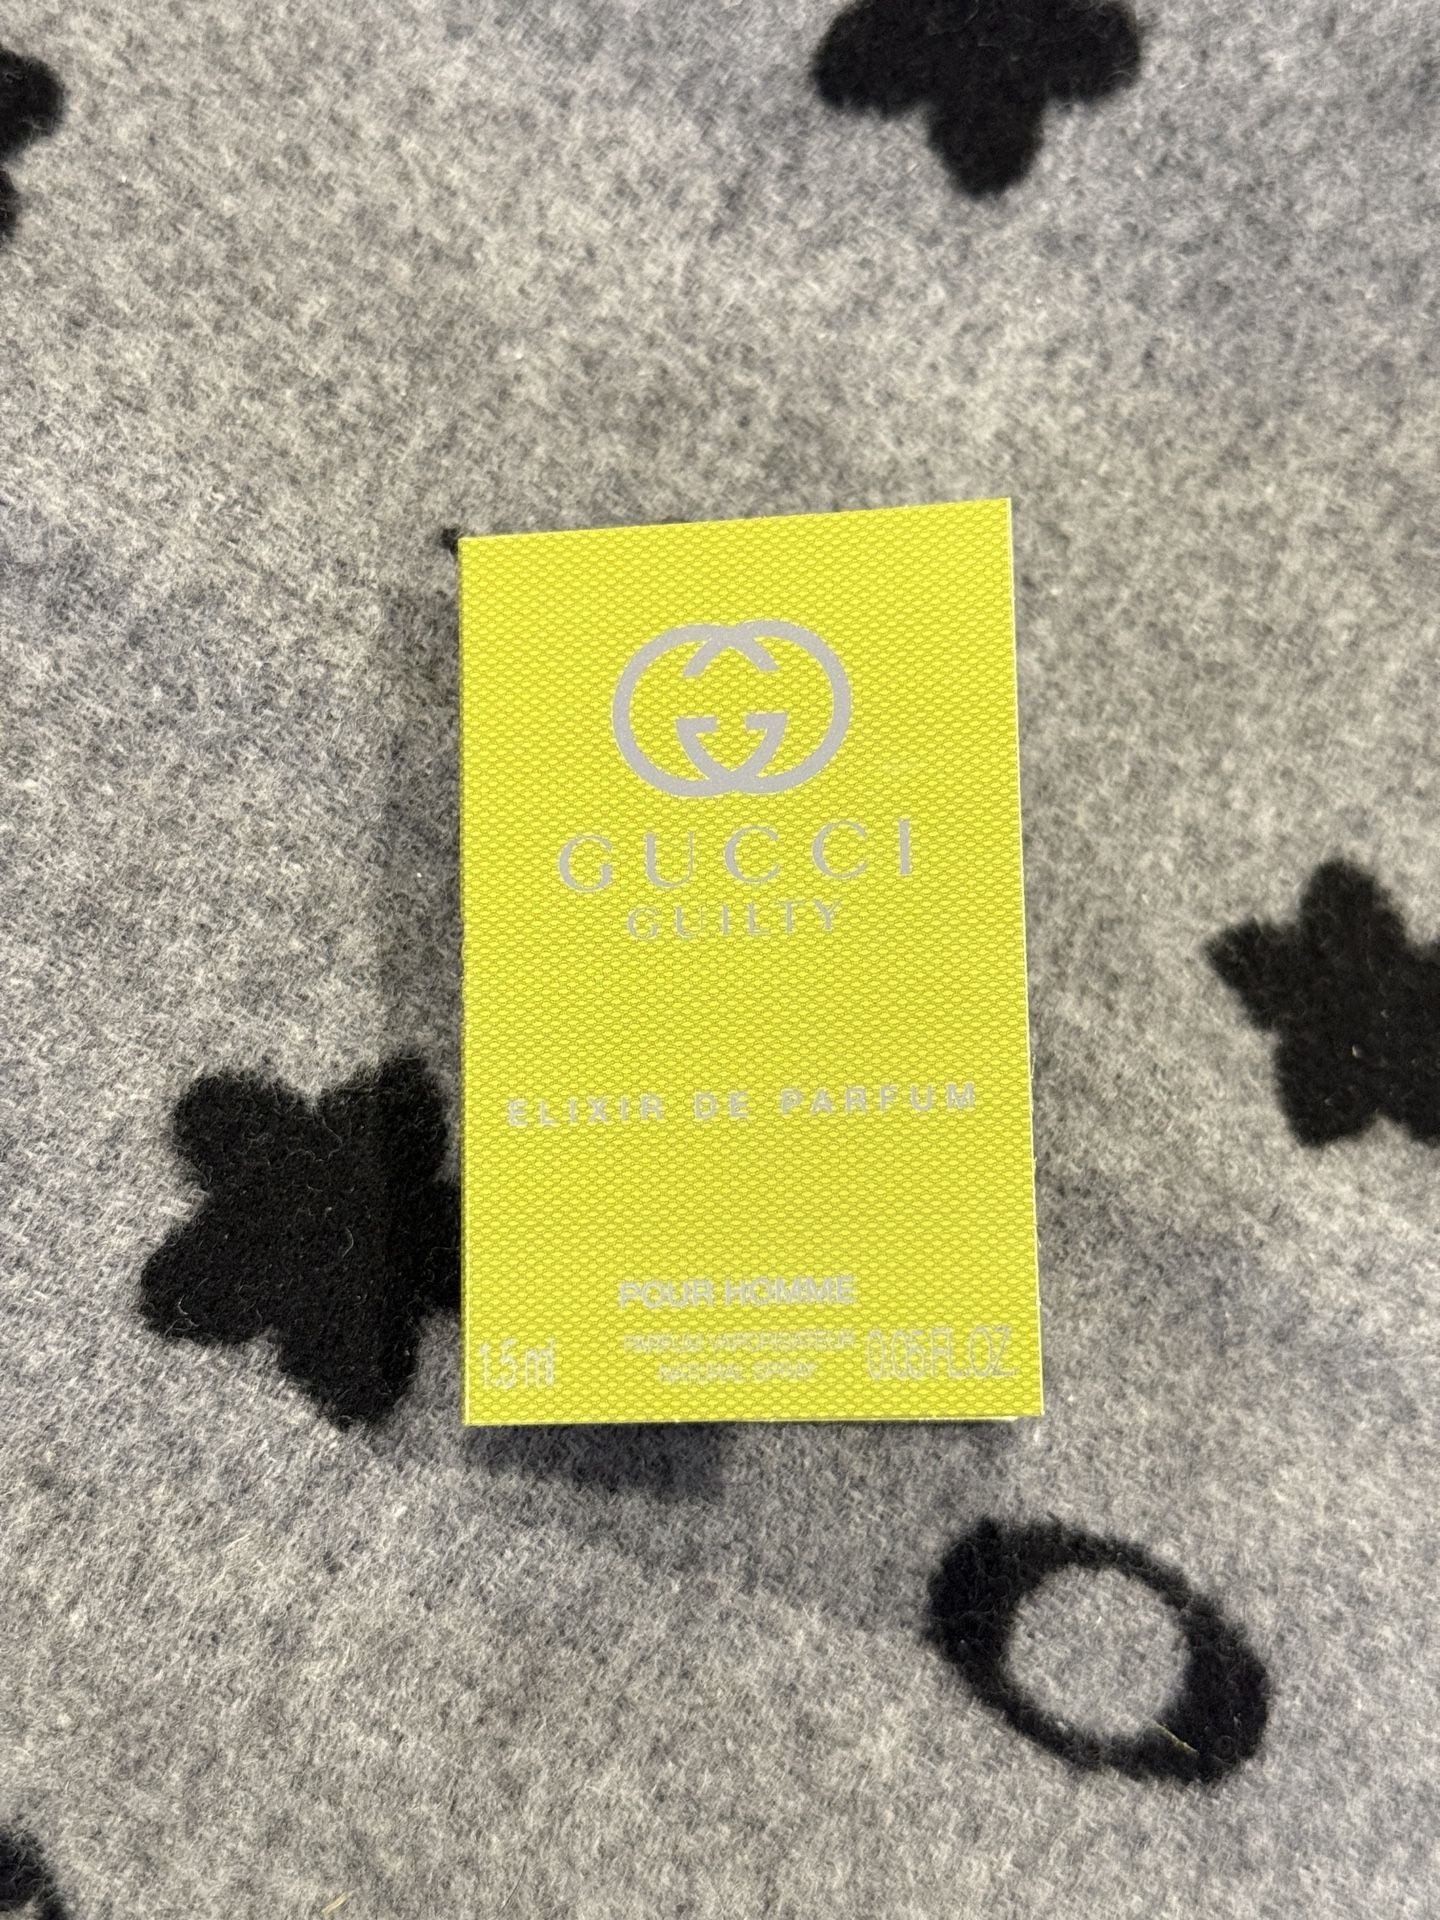 GUCCI
GUILTY
ELIXIR DE PARFUM
POUR HOMME
1.5 ml PARFUM VAPORISATEUR 0.05 FL.OZ.
NATURAL SPRAY